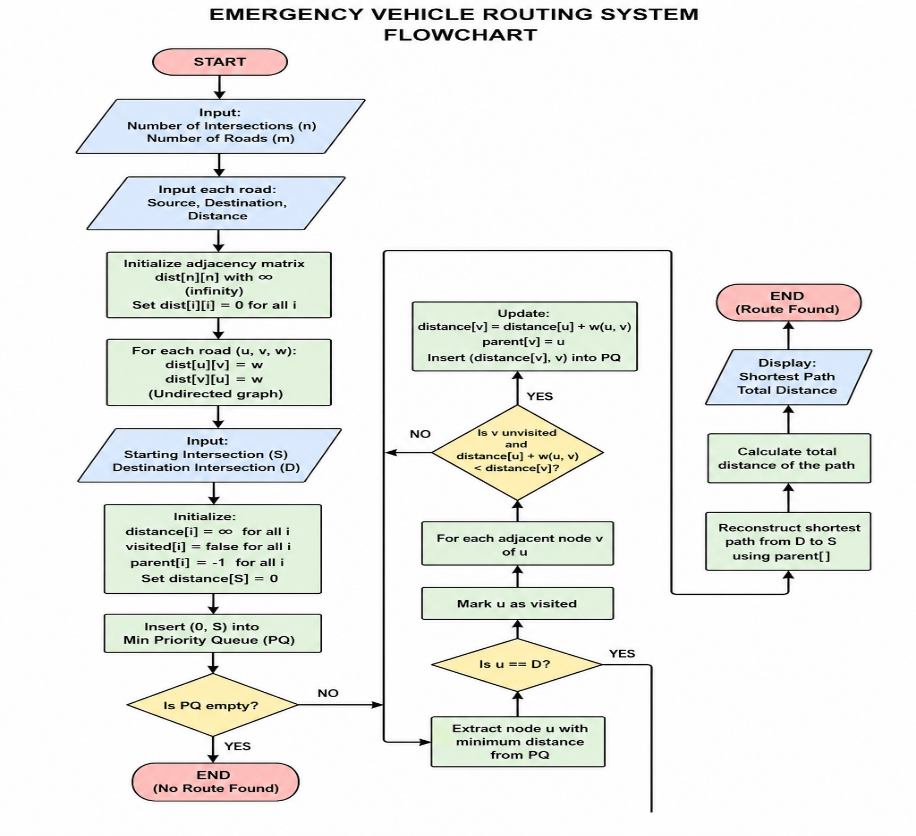 EMERGENCY VEHICLE ROUTING SYSTEM
FLOWCHART
START
Input:
Number of Intersections (n)
Number of Roads (m)
Input each road:
Source, Destination,
Distance
Initialize adjacency matrix
dist[n][n] with ∞
(infinity)
Set dist[i][i] = 0 for all i
For each road (u, v, w):
dist[u][v] = w
dist[v][u] = w
(Undirected graph)
Input:
Starting Intersection (S)
Destination Intersection (D)
Initialize:
distance[i] = ∞ for all i
visited[i] = false for all i
parent[i] = -1 for all i
Set distance[S] = 0
Insert (0, S) into
Min Priority Queue (PQ)
Is PQ empty?
NO
YES
END
(No Route Found)
Update:
distance[v] = distance[u] + w(u, v)
parent[v] = u
Insert (distance[v], v) into PQ
YES
NO
Is v unvisited
and
distance[u] + w(u, v)
< distance[v]?
For each adjacent node v
of u
Mark u as visited
Is u == D?
YES
Extract node u with
minimum distance
from PQ
END
(Route Found)
Display:
Shortest Path
Total Distance
Calculate total
distance of the path
Reconstruct shortest
path from D to S
using parent[ ]